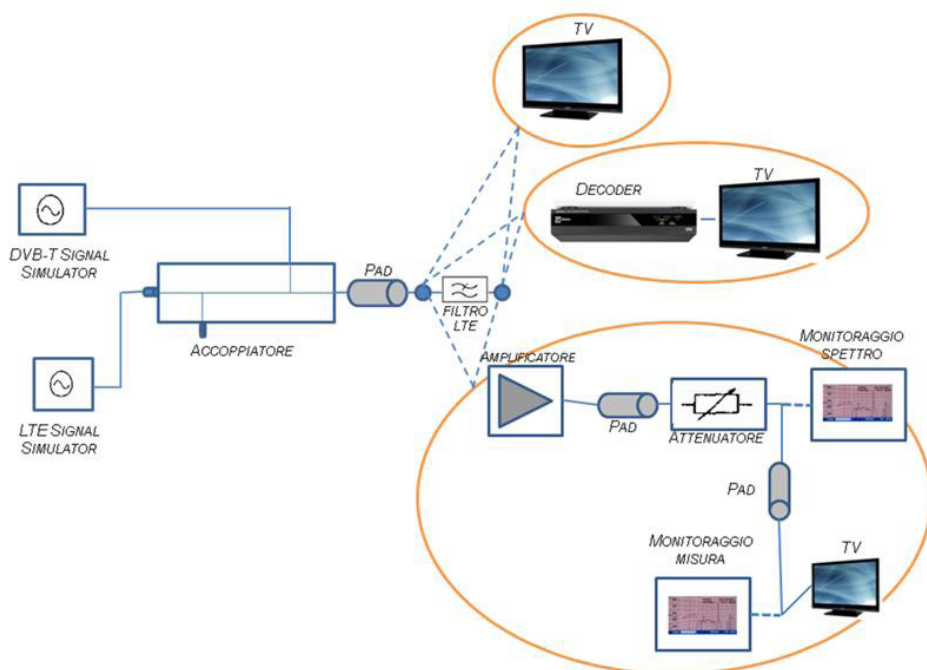 TV
DECODER
TV
DVB-T SIGNAL
SIMULATOR
PAD
FILTRO
LTE
ACCOPPIATORE
LTE SIGNAL
SIMULATOR
AMPLIFICATORE
MONITORAGGIO
SPETTRO
PAD
ATTENUATORE
PAD
MONITORAGGIO
MISURA
TV